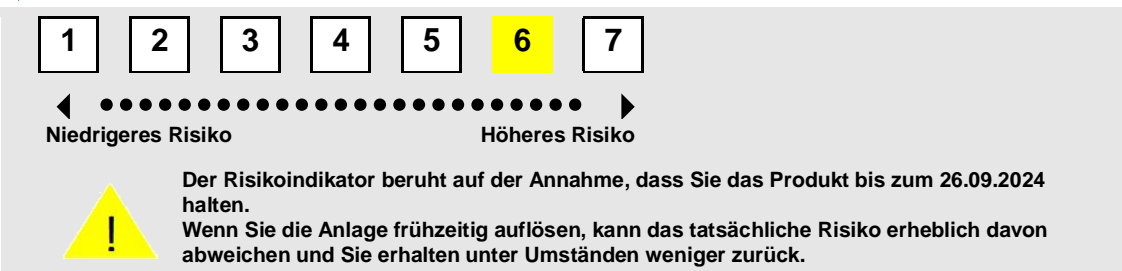 1 2 3 4 5 6 7
Niedrigeres Risiko Höheres Risiko
Der Risikoindikator beruht auf der Annahme, dass Sie das Produkt bis zum 26.09.2024
halten.
Wenn Sie die Anlage frühzeitig auflösen, kann das tatsächliche Risiko erheblich davon
! abweichen und Sie erhalten unter Umständen weniger zurück.